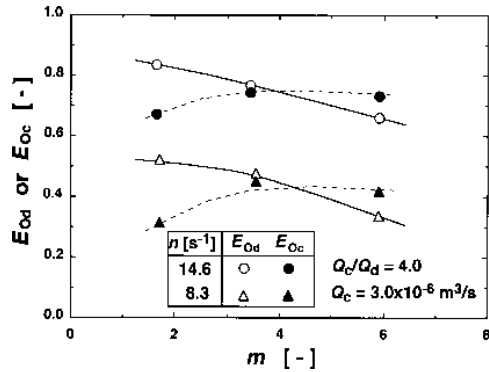 1.0
0.8
0.6
0.4
0.2
0.0
E_Od or E_Oc [-]
n [s⁻¹] E_Od E_Oc
14.6
8.3
Q_c/Q_d = 4.0
Q_c = 3.0x10⁻⁶ m³/s
0 2 4 6 8
m [-]